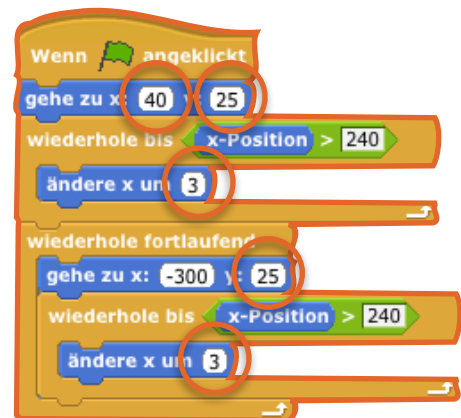 Wenn angeklickt
gehe zu x: 40 y: 25
wiederhole bis x-Position > 240
ändere x um 3
wiederhole fortlaufend
gehe zu x: -300 y: 25
wiederhole bis x-Position > 240
ändere x um 3